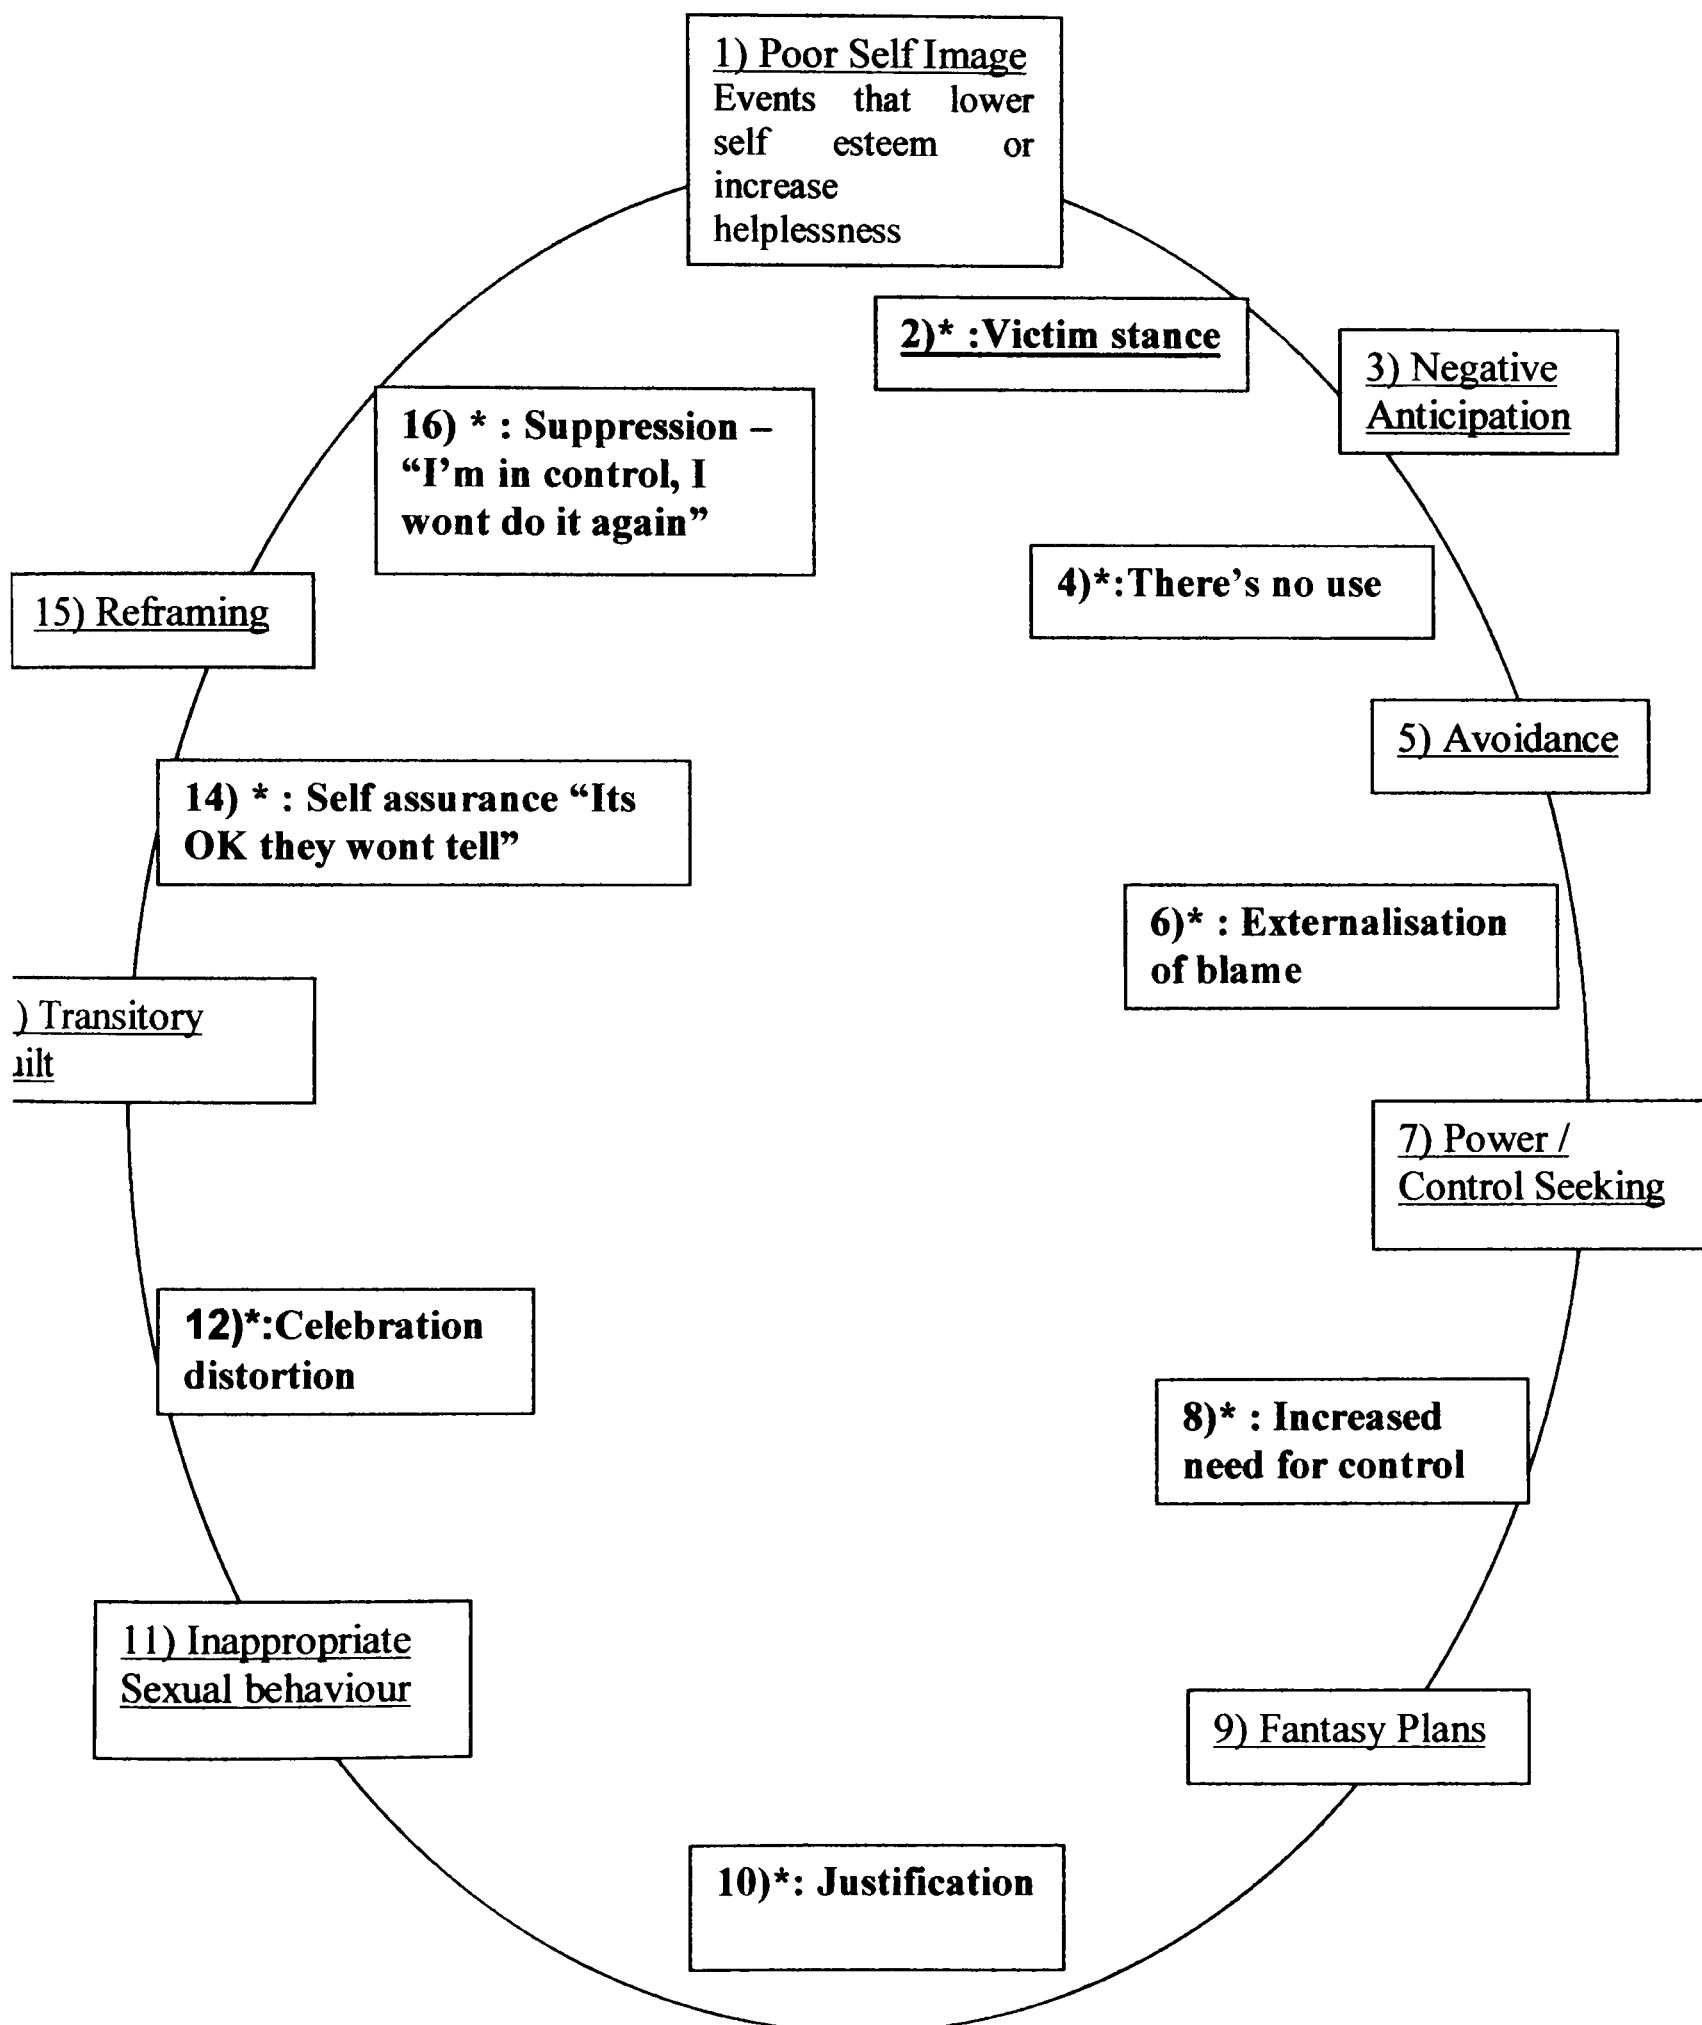 1) Poor Self Image
Events that lower
self esteem or
increase
helplessness
2)* :Victim stance
3) Negative
Anticipation
4)*:There’s no use
5) Avoidance
6)* : Externalisation
of blame
7) Power /
Control Seeking
8)* : Increased
need for control
9) Fantasy Plans
10)*: Justification
11) Inappropriate
Sexual behaviour
12)*:Celebration
distortion
) Transitory
14) * : Self assurance “Its
OK they wont tell”
15) Reframing
16) * : Suppression –
“I’m in control, I
wont do it again”